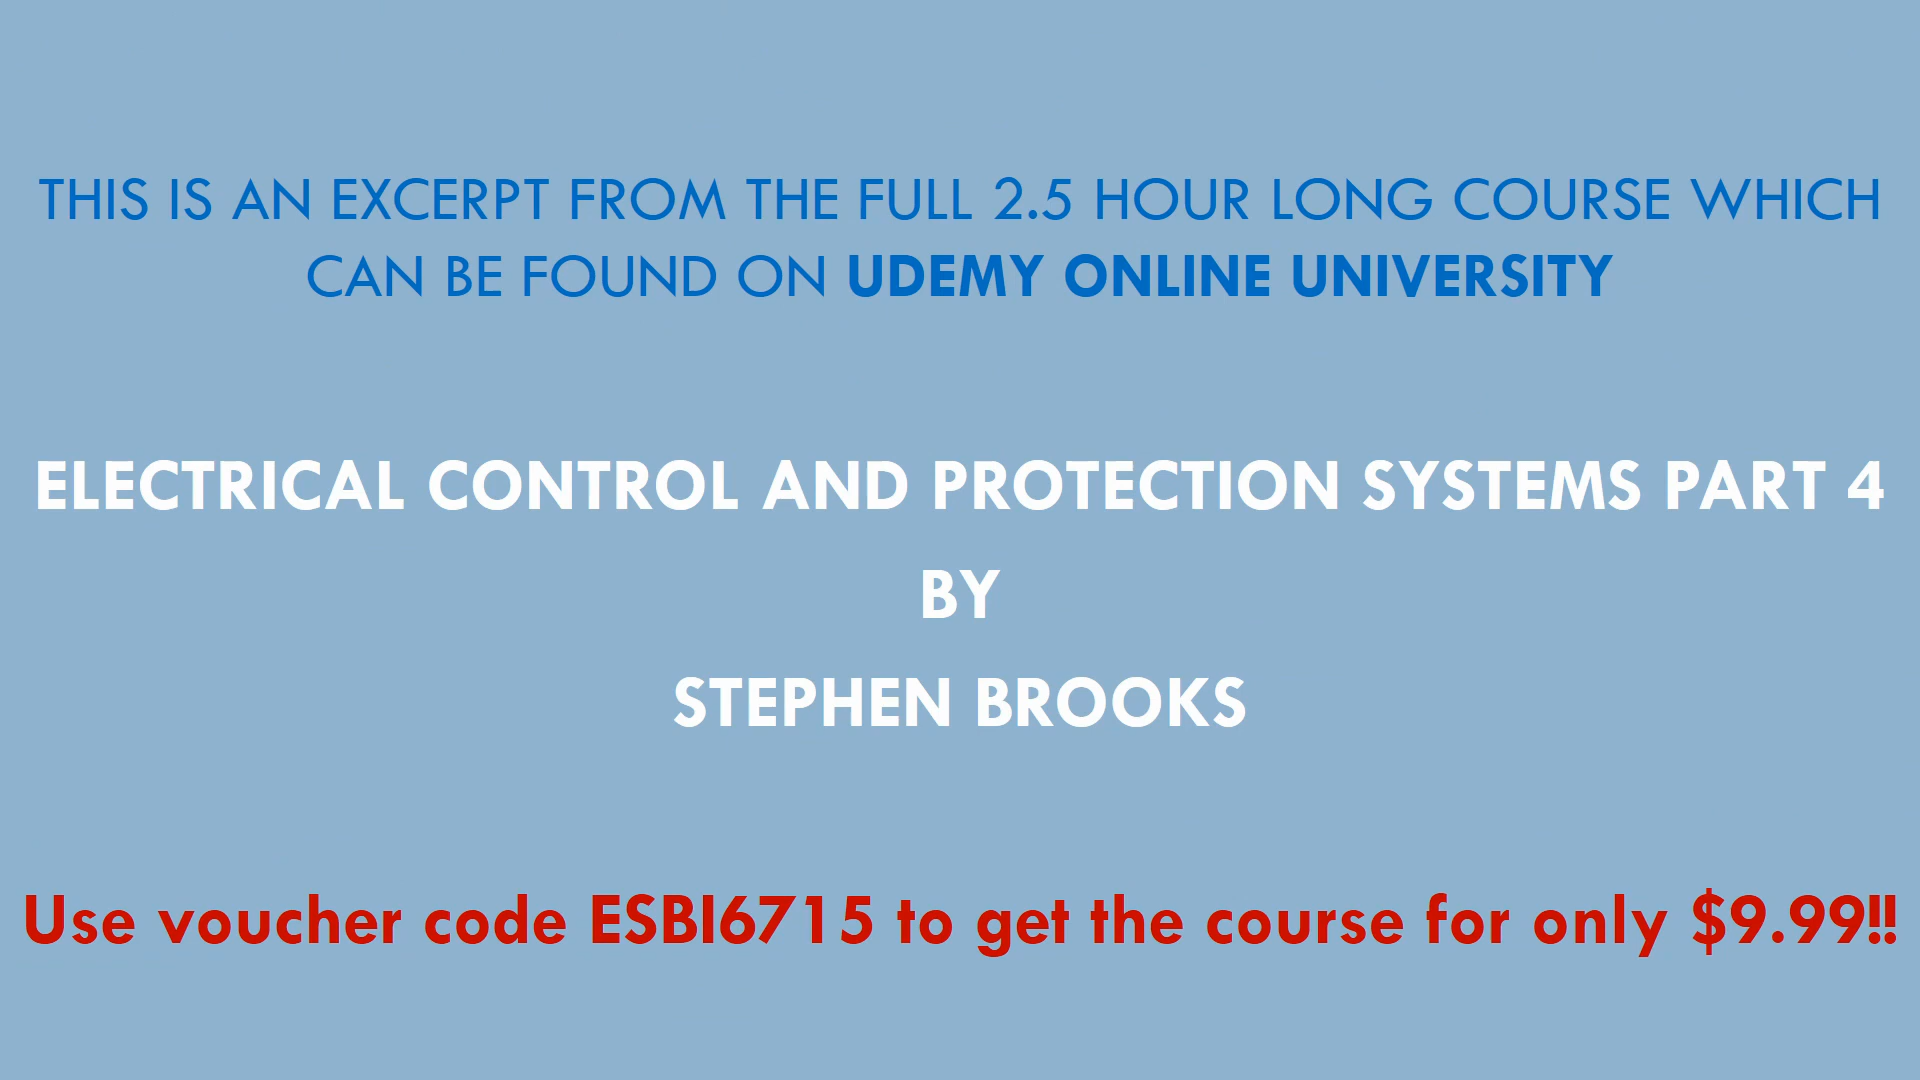 THIS IS AN EXCERPT FROM THE FULL 2.5 HOUR LONG COURSE WHICH
CAN BE FOUND ON UDEMY ONLINE UNIVERSITY
ELECTRICAL CONTROL AND PROTECTION SYSTEMS PART 4
BY
STEPHEN BROOKS
Use voucher code ESBI6715 to get the course for only $9.99!!